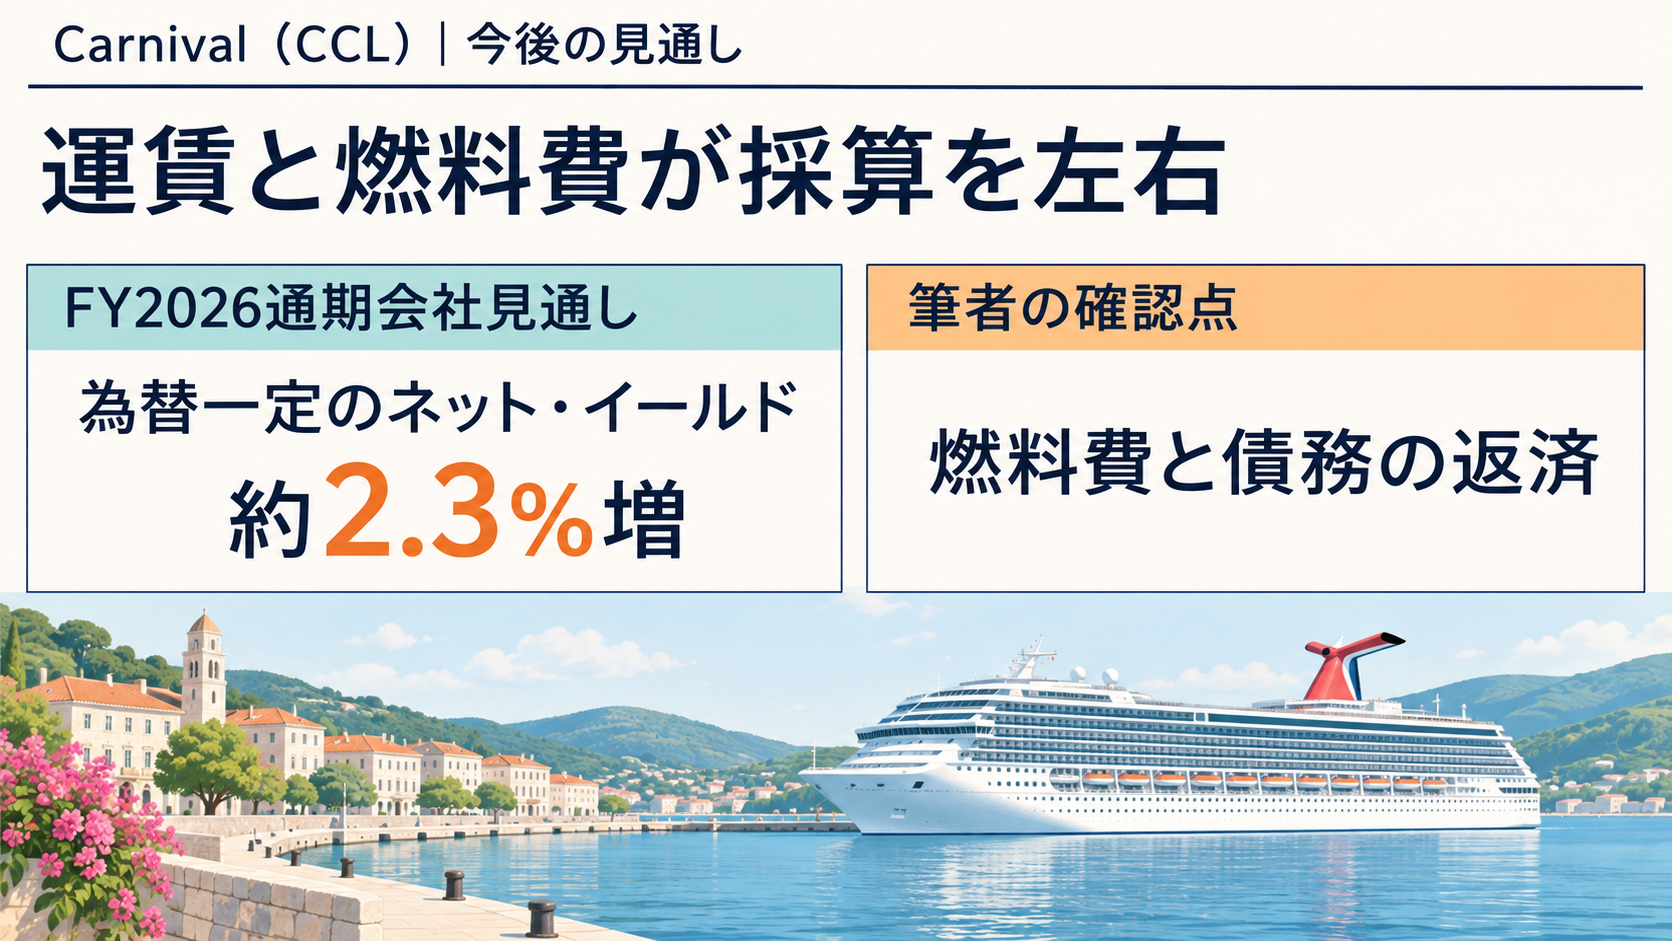 Carnival（CCL）｜今後の見通し
運賃と燃料費が採算を左右
FY2026通期会社見通し
為替一定のネット・イールド
約2.3%増
筆者の確認点
燃料費と債務の返済